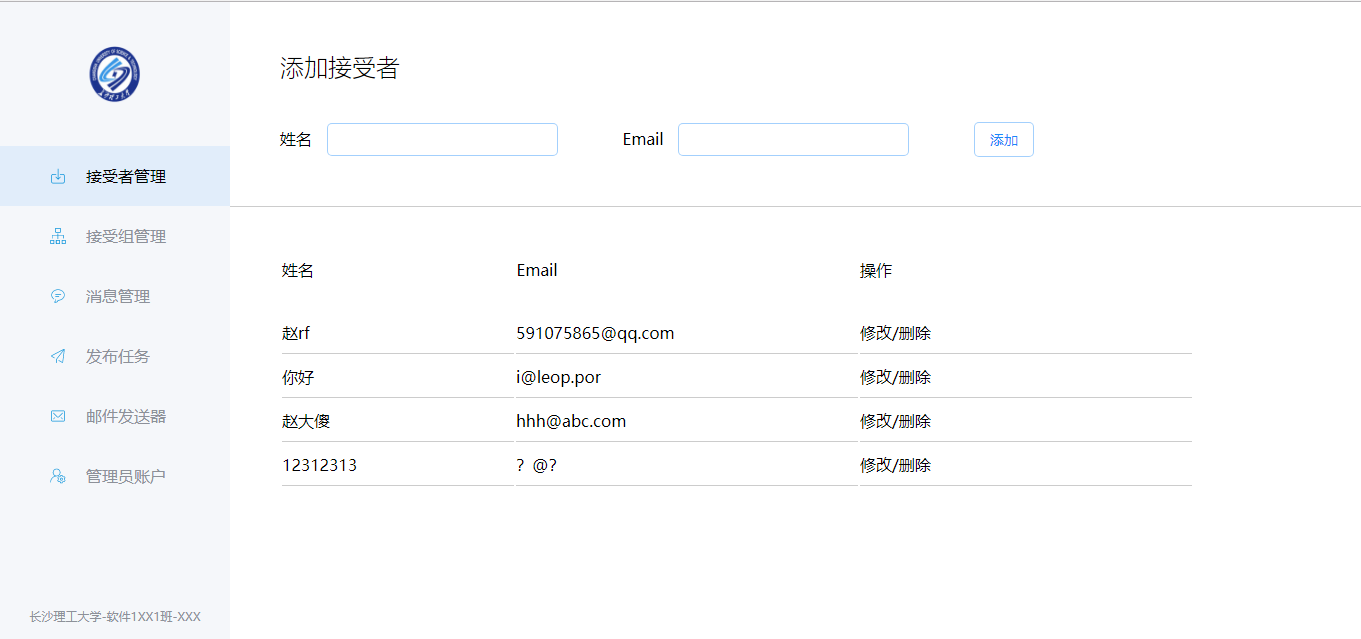 添加接受者
姓名 Email 添加
接受者管理
接受组管理
消息管理
发布任务
邮件发送器
管理员账户
姓名 Email 操作
赵rf 591075865@qq.com 修改/删除
你好 i@leop.por 修改/删除
赵大傻 hhh@abc.com 修改/删除
12312313 ？@? 修改/删除
长沙理工大学-软件1XX1班-XXX